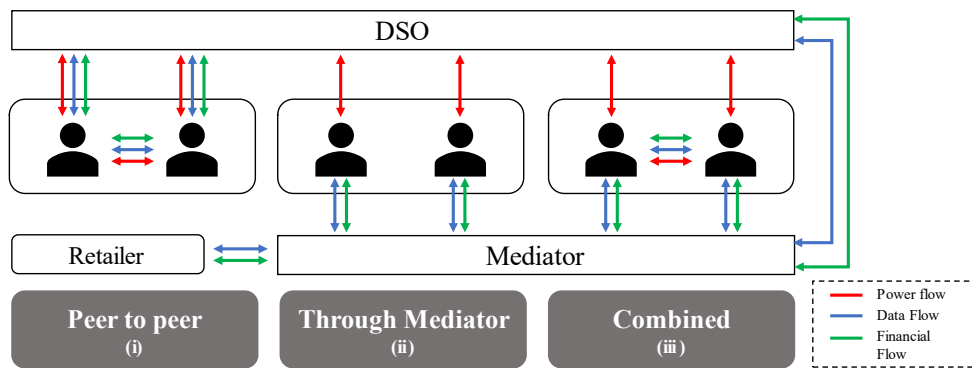 DSO
Retailer
Mediator
Peer to peer
(i)
Through Mediator
(ii)
Combined
(iii)
Power flow
Data Flow
Financial
Flow